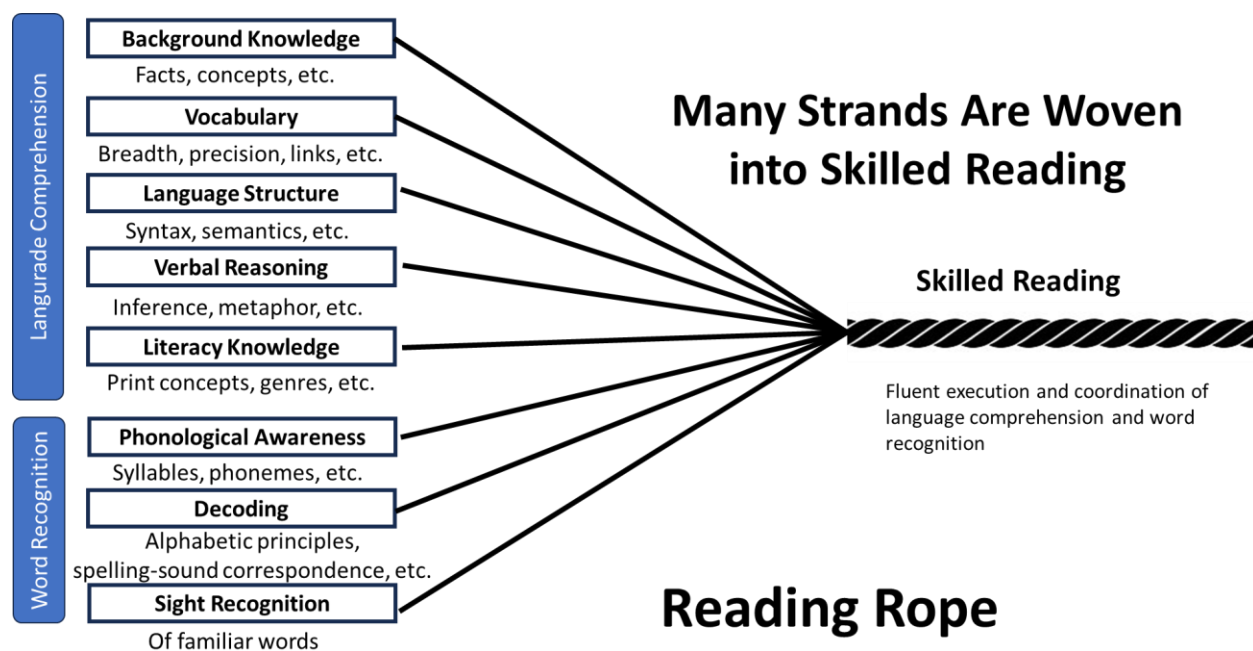 Langurade Comprehension
Background Knowledge
Facts, concepts, etc.
Vocabulary
Breadth, precision, links, etc.
Language Structure
Syntax, semantics, etc.
Verbal Reasoning
Inference, metaphor, etc.
Literacy Knowledge
Print concepts, genres, etc.
Word Recognition
Phonological Awareness
Syllables, phonemes, etc.
Decoding
Alphabetic principles,
spelling-sound correspondence, etc.
Sight Recognition
Of familiar words
Many Strands Are Woven
into Skilled Reading
Skilled Reading
Fluent execution and coordination of
language comprehension and word
recognition
Reading Rope